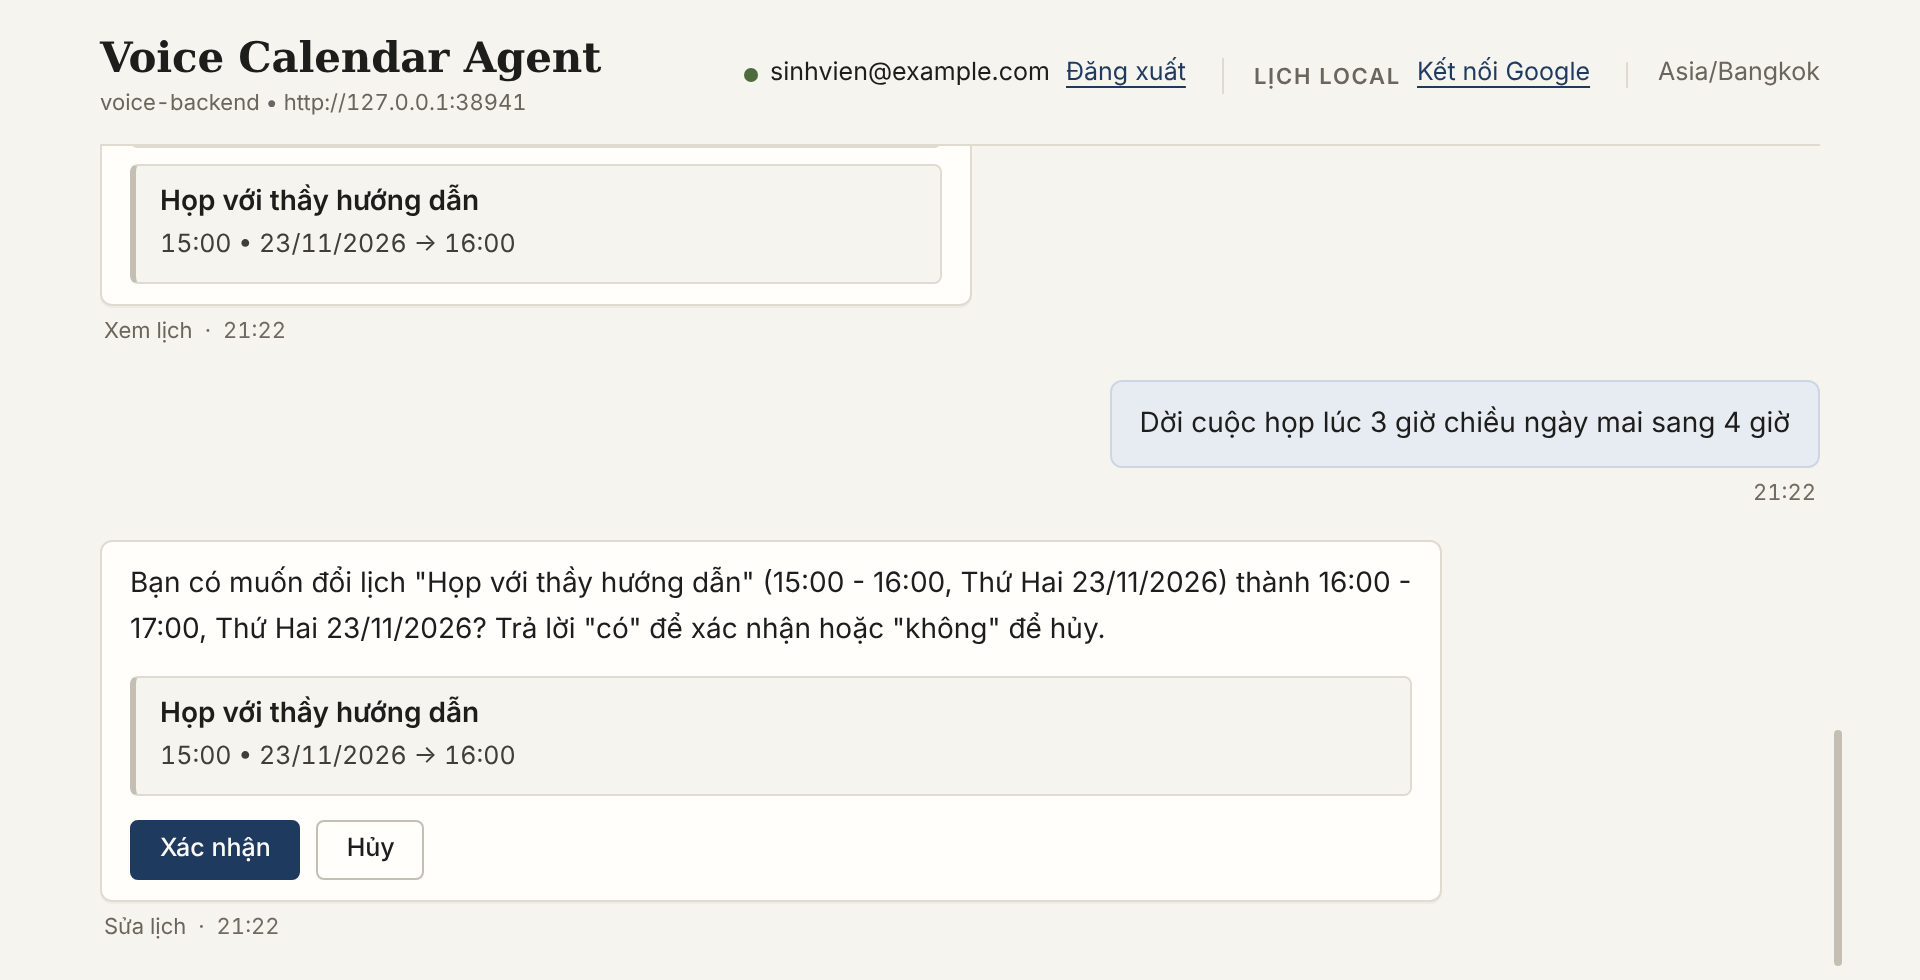 Voice Calendar Agent
voice-backend • http://127.0.0.1:38941
sinhvien@example.com Đăng xuất LỊCH LOCAL Kết nối Google Asia/Bangkok
Họp với thầy hướng dẫn
15:00 • 23/11/2026 → 16:00
Xem lịch · 21:22
Dời cuộc họp lúc 3 giờ chiều ngày mai sang 4 giờ
21:22
Bạn có muốn đổi lịch "Họp với thầy hướng dẫn" (15:00 - 16:00, Thứ Hai 23/11/2026) thành 16:00 -
17:00, Thứ Hai 23/11/2026? Trả lời "có" để xác nhận hoặc "không" để hủy.
Họp với thầy hướng dẫn
15:00 • 23/11/2026 → 16:00
Xác nhận Hủy
Sửa lịch · 21:22